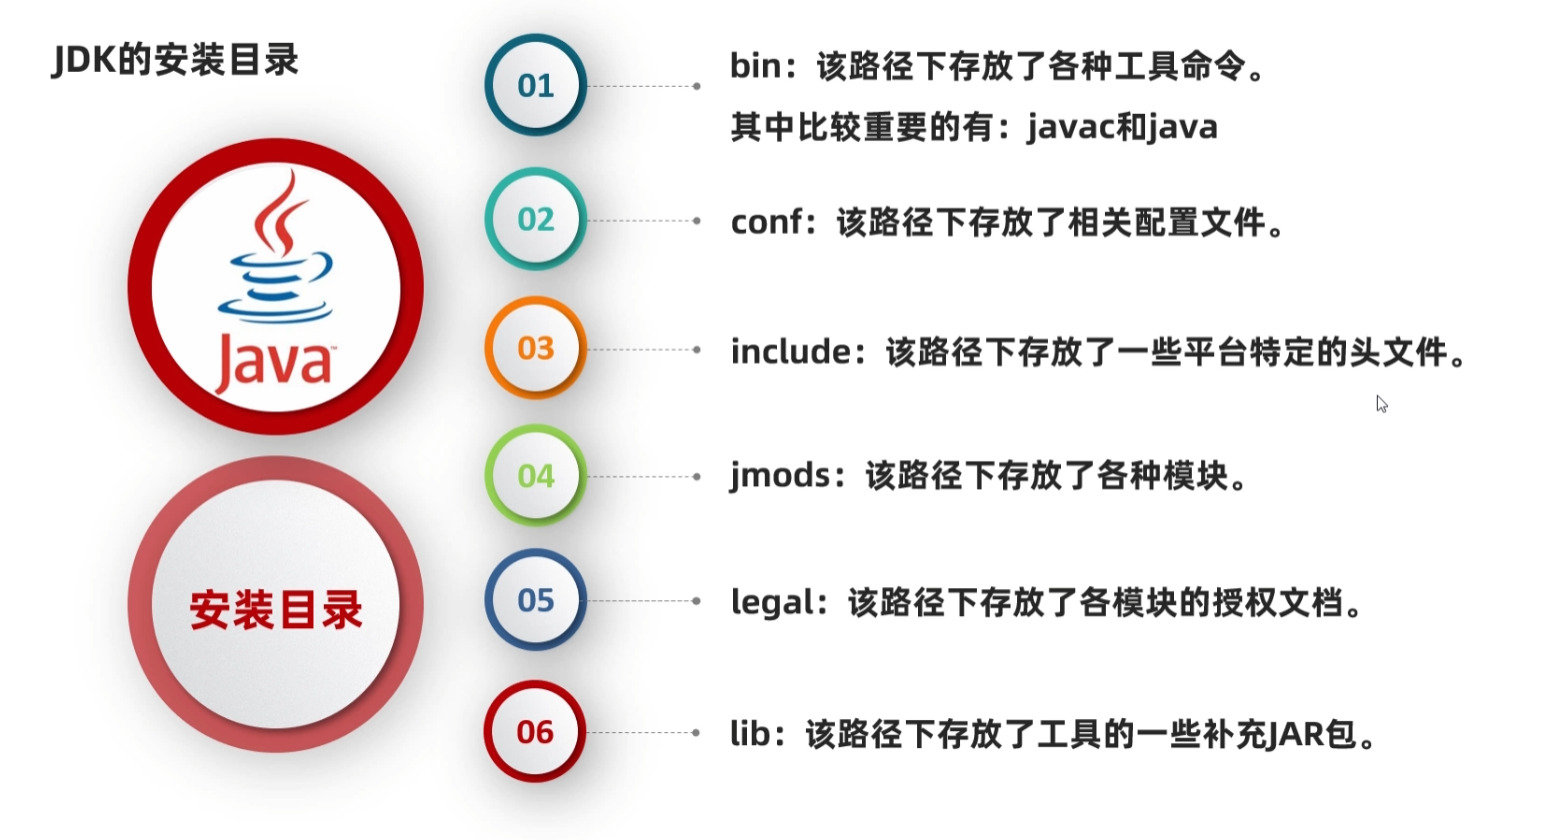 JDK的安装目录
Java™
安装目录
01
bin：该路径下存放了各种工具命令。
其中比较重要的有：javac和java
02
conf：该路径下存放了相关配置文件。
03
include：该路径下存放了一些平台特定的头文件。
04
jmods：该路径下存放了各种模块。
05
legal：该路径下存放了各模块的授权文档。
06
lib：该路径下存放了工具的一些补充JAR包。